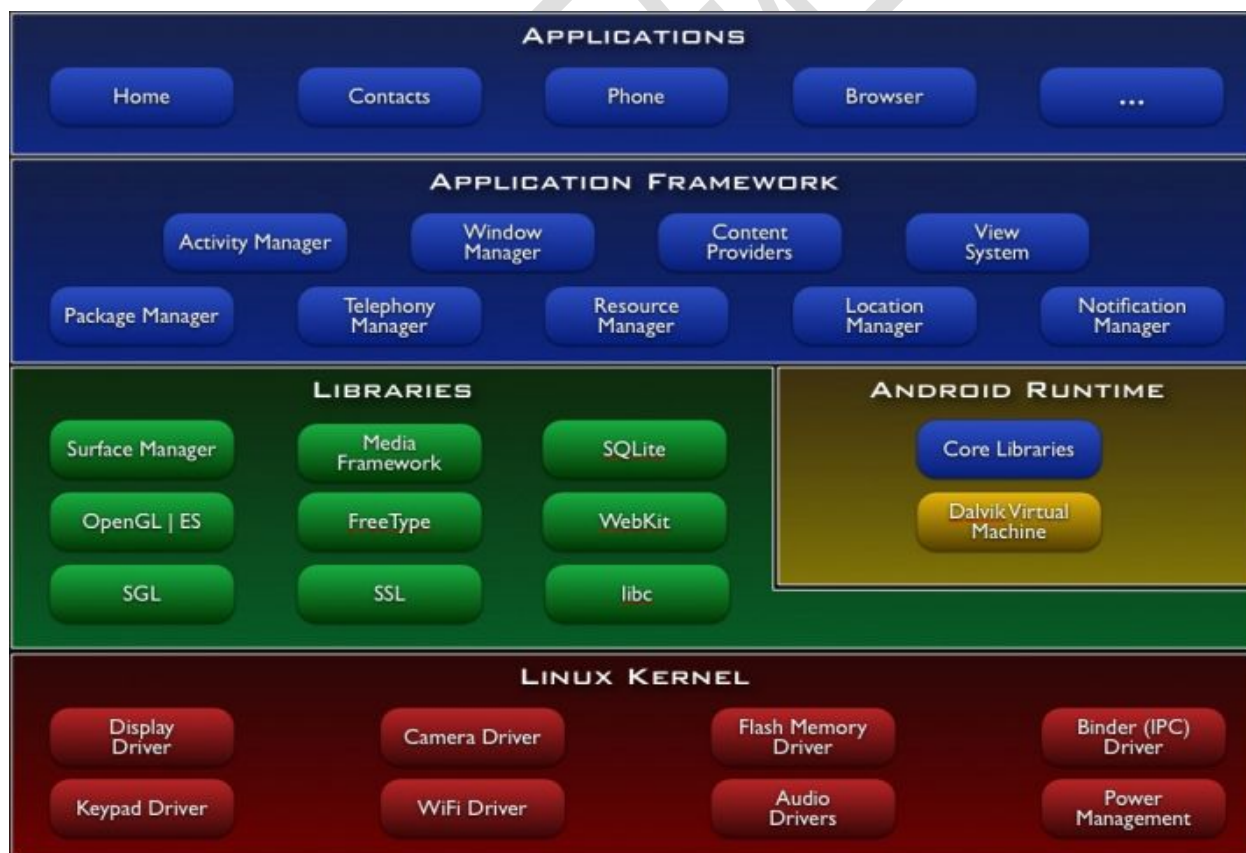 APPLICATIONS
Home
Contacts
Phone
Browser
...
APPLICATION FRAMEWORK
Activity Manager
Window
Manager
Content
Providers
View
System
Package Manager
Telephony
Manager
Resource
Manager
Location
Manager
Notification
Manager
LIBRARIES
Surface Manager
Media
Framework
SQLite
OpenGL | ES
FreeType
WebKit
SGL
SSL
libc
ANDROID RUNTIME
Core Libraries
Dalvik Virtual
Machine
LINUX KERNEL
Display
Driver
Camera Driver
Flash Memory
Driver
Binder (IPC)
Driver
Keypad Driver
WiFi Driver
Audio
Drivers
Power
Management